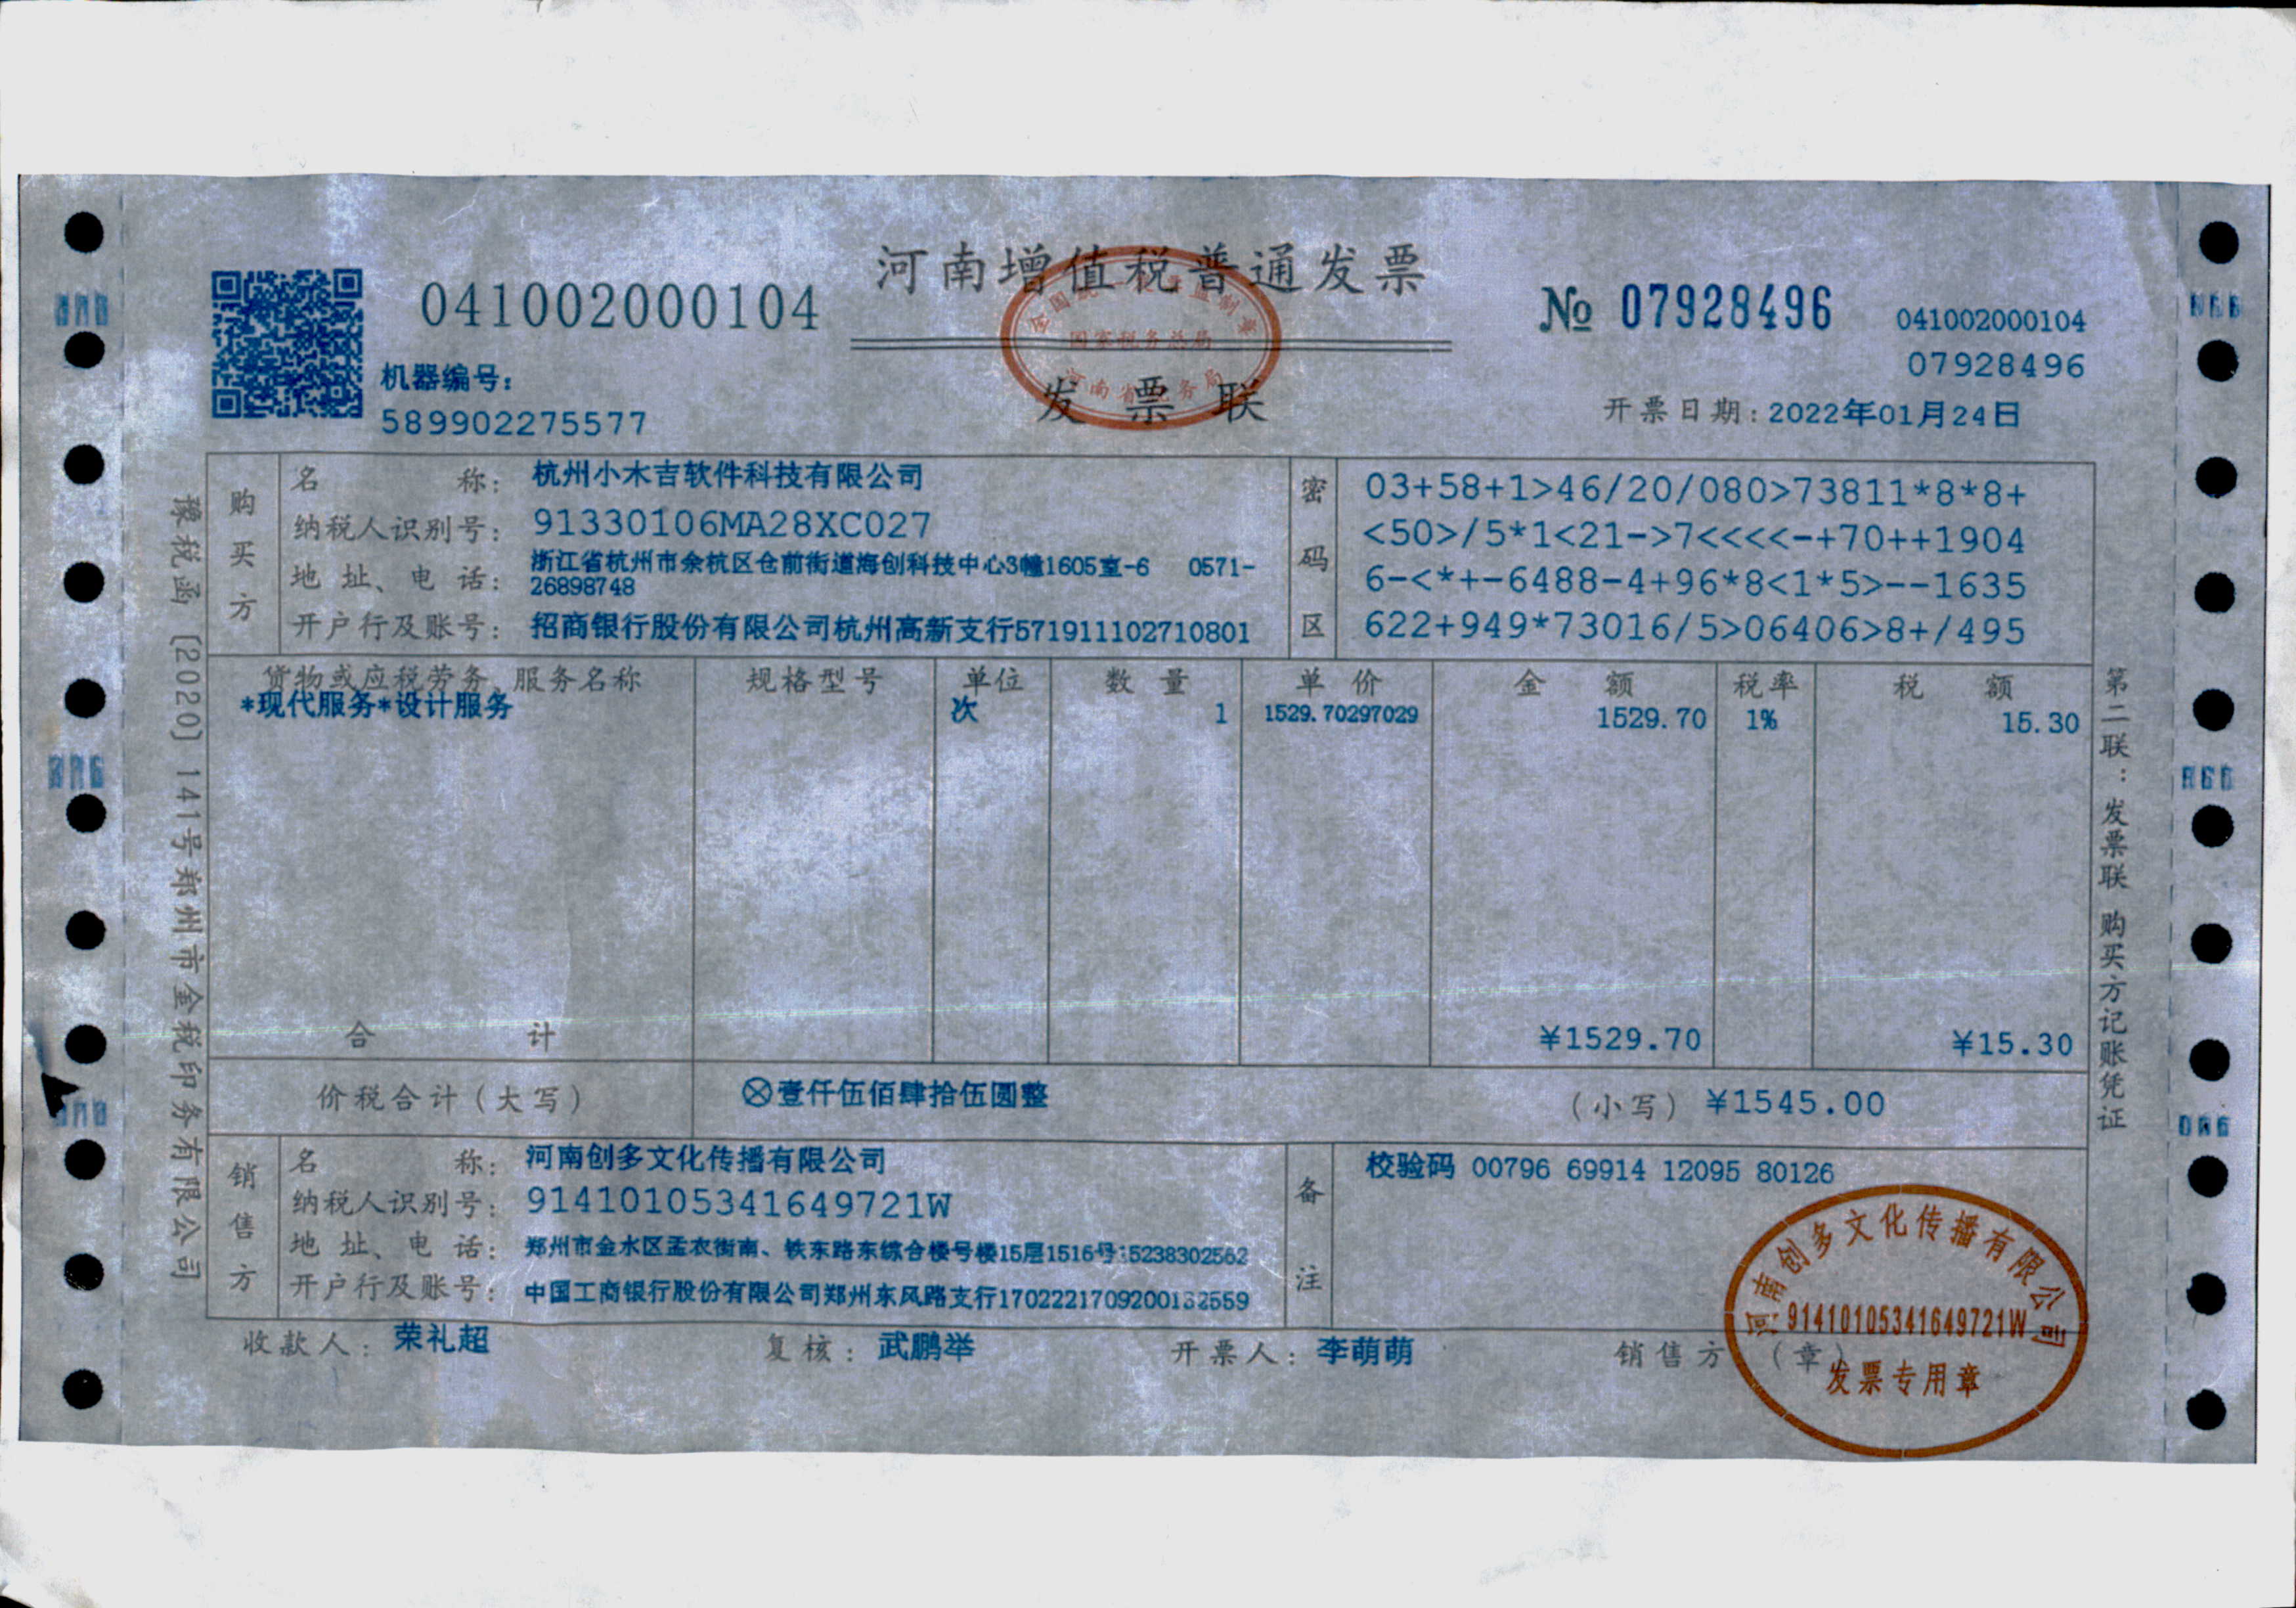 河南增值税普通发票
041002000104
№ 07928496
041002000104
07928496
全国统一发票监制章
国家税务总局
河南省税务局
发票联
机器编号:
589902275577
开票日期:2022年01月24日
购买方
名称: 杭州小木吉软件科技有限公司
纳税人识别号: 91330106MA28XC027
地址、电话: 浙江省杭州市余杭区仓前街道海创科技中心3幢1605室-6 0571-
26898748
开户行及账号: 招商银行股份有限公司杭州高新支行571911102710801
密码区
03+58+1>46/20/080>73811*8*8+
<50>/5*1<21->7<<<<-+70++1904
6-<*+-6488-4+96*8<1*5>--1635
622+949*73016/5>06406>8+/495
货物或应税劳务、服务名称 规格型号 单位 数量 单价 金额 税率 税额
*现代服务*设计服务 次 1 1529.70297029 1529.70 1% 15.30
合计 ¥1529.70 ¥15.30
价税合计(大写) ⊗壹仟伍佰肆拾伍圆整 (小写) ¥1545.00
销售方
名称: 河南创多文化传播有限公司
纳税人识别号: 91410105341649721W
地址、电话: 郑州市金水区孟农街南、铁东路东综合楼号楼15层1516号15238302562
开户行及账号: 中国工商银行股份有限公司郑州东风路支行1702221709200132559
备注
校验码 00796 69914 12095 80126
收款人: 荣礼超 复核: 武鹏举 开票人: 李萌萌 销售方(章)
河南创多文化传播有限公司
91410105341649721W
发票专用章
豫税函〔2020〕141号郑州市金税印务有限公司
第二联:发票联 购买方记账凭证